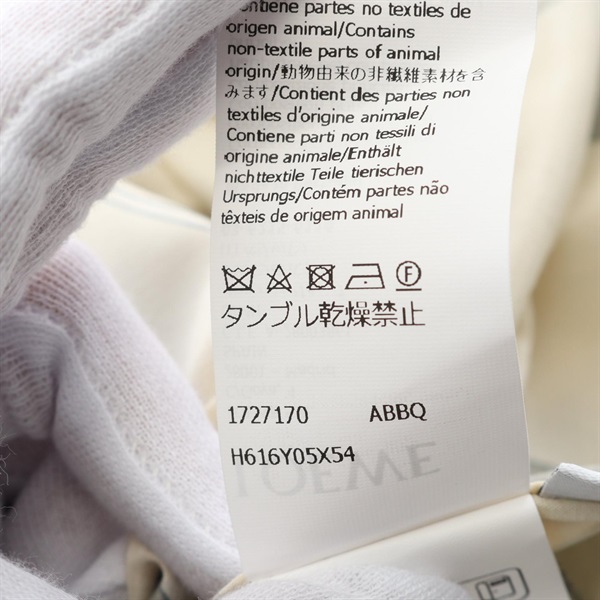 Contiene partes no textiles de
origen animal/Contains
non-textile parts of animal
origin/動物由来の非繊維素材を含
みます/Contient des parties non
textiles d'origine animale/
Contiene parti non tessili di
origine animale/Enthält
nichttextile Teile tierischen
Ursprungs/Contém partes não
têxteis de origem animal
F
タンブル乾燥禁止
1727170 ABBQ
H616Y05X54
LOEWE